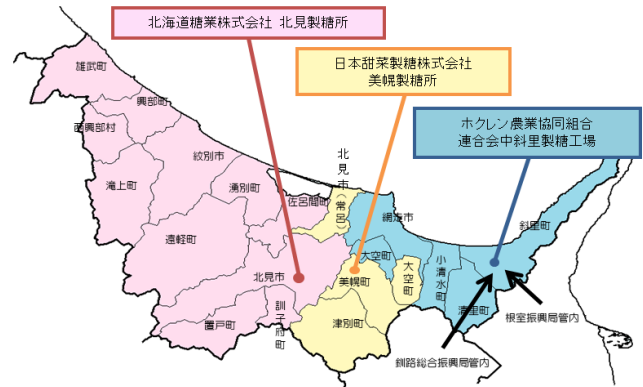 北海道糖業株式会社 北見製糖所
日本甜菜製糖株式会社
美幌製糖所
ホクレン農業協同組合
連合会中斜里製糖工場
雄武町
興部町
西興部村
紋別市
滝上町
湧別町
佐呂間町
北見市(常呂)
網走市
斜里町
遠軽町
大空町
大空町
小清水町
北見市
美幌町
清里町
置戸町
訓子府町
津別町
根室振興局管内
釧路総合振興局管内